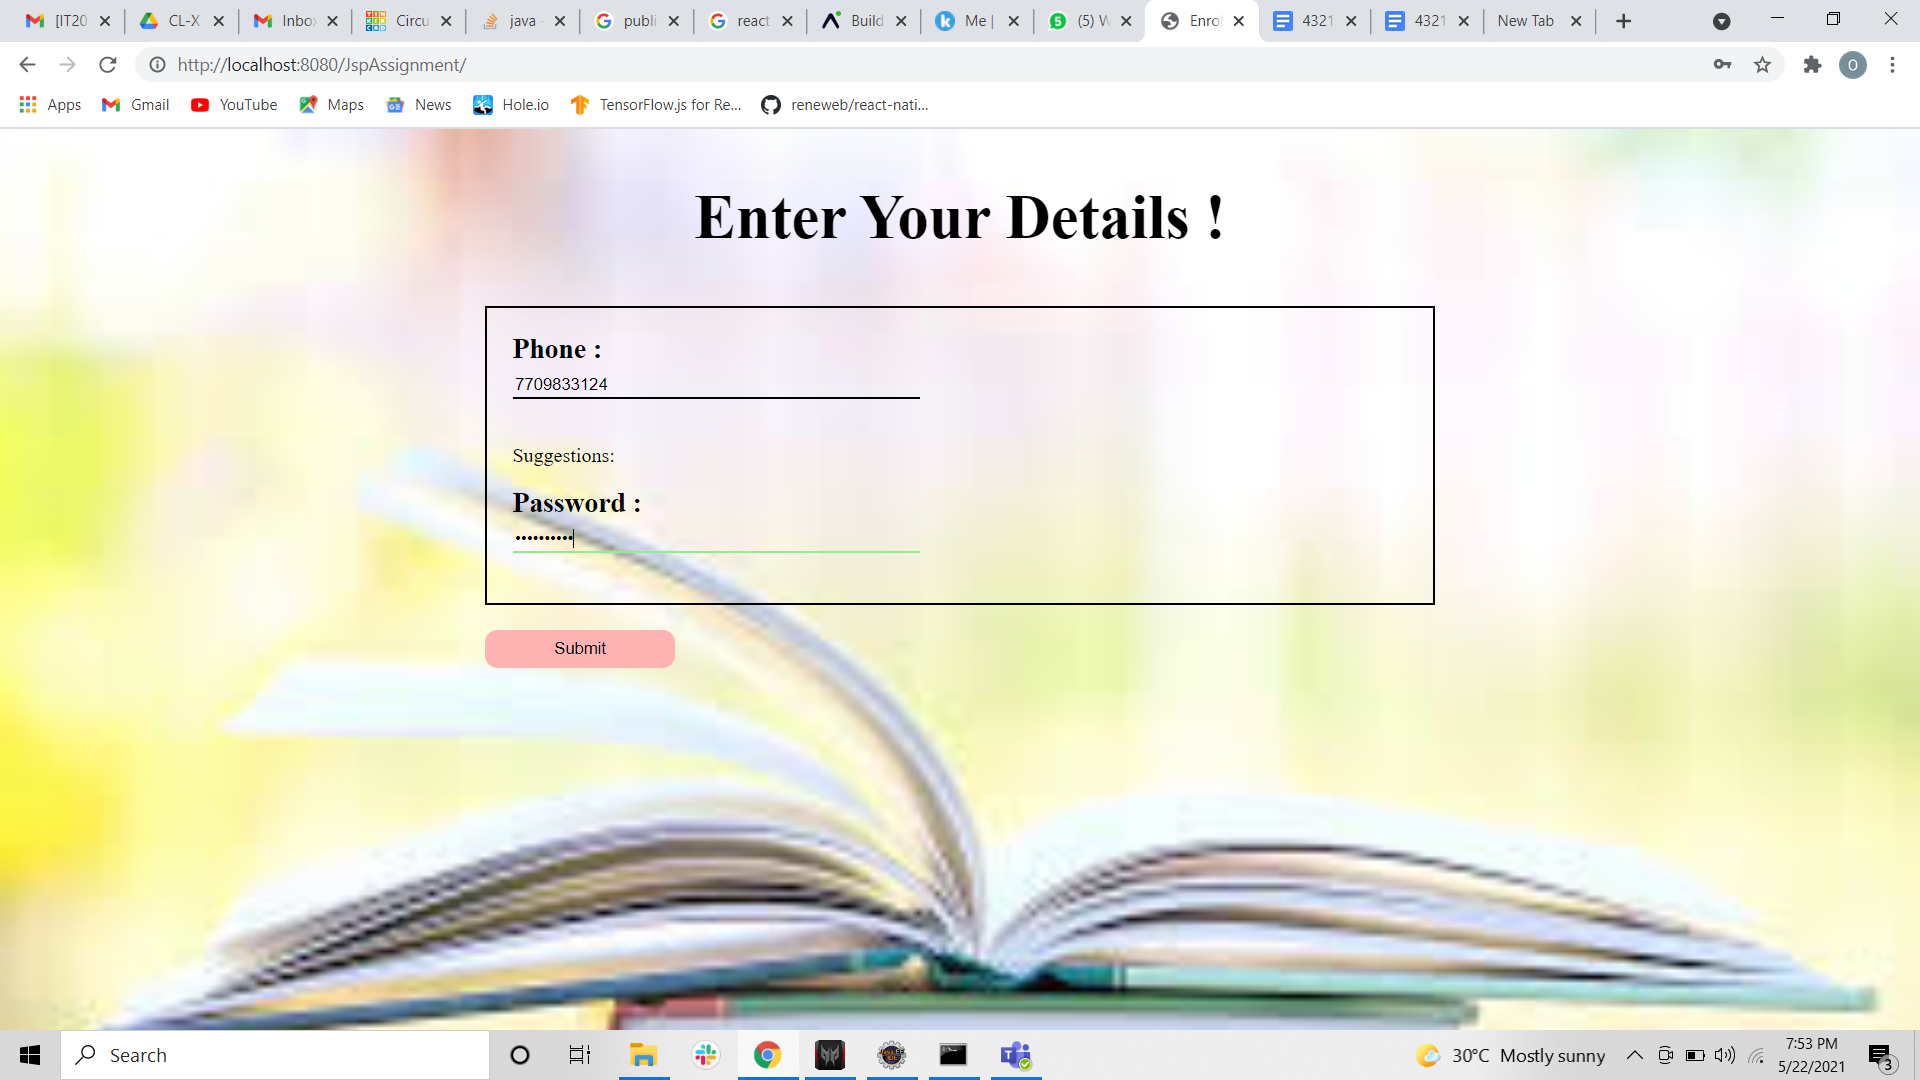 [IT20 CL-X Inbo Circu java publi react Build Me | (5) W Enrol 4321 4321 New Tab
http://localhost:8080/JspAssignment/ O
Apps Gmail YouTube Maps News Hole.io TensorFlow.js for Re... reneweb/react-nati...
Enter Your Details !
Phone :
7709833124
Suggestions:
Password :
••••••••••
Submit
Search
30°C Mostly sunny
7:53 PM
5/22/2021
3